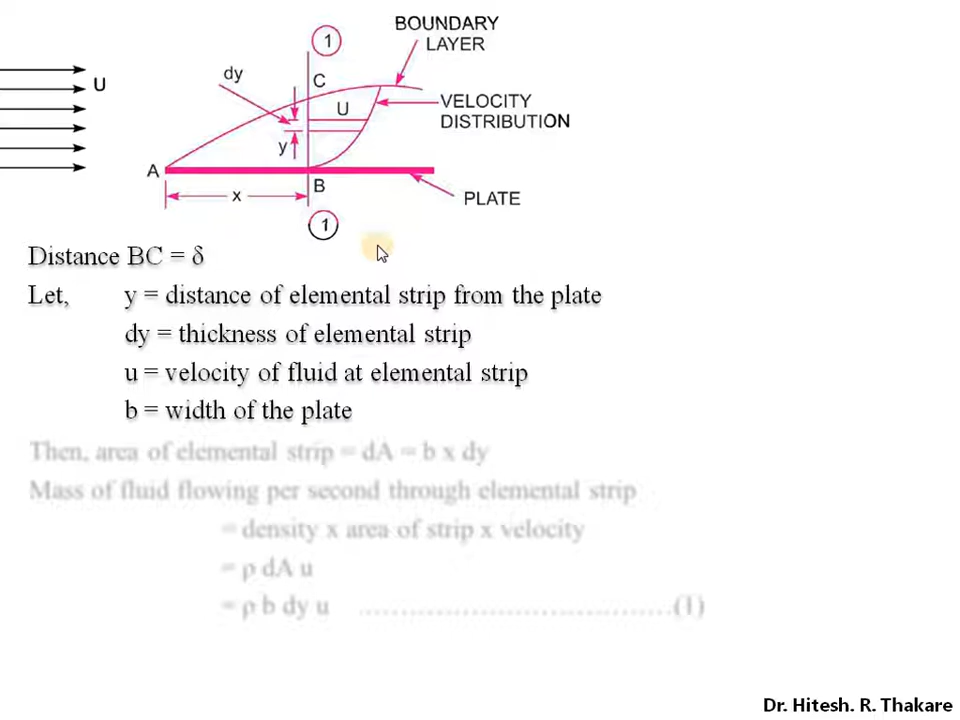 1
BOUNDARY
LAYER
U
dy
C
U
VELOCITY
DISTRIBUTION
y
A
x
B
PLATE
1
Distance BC = δ
Let, y = distance of elemental strip from the plate
dy = thickness of elemental strip
u = velocity of fluid at elemental strip
b = width of the plate
Then, area of elemental strip = dA = b x dy
Mass of fluid flowing per second through elemental strip
= density x area of strip x velocity
= ρ dA u
= ρ b dy u ......................................(1)
Dr. Hitesh. R. Thakare